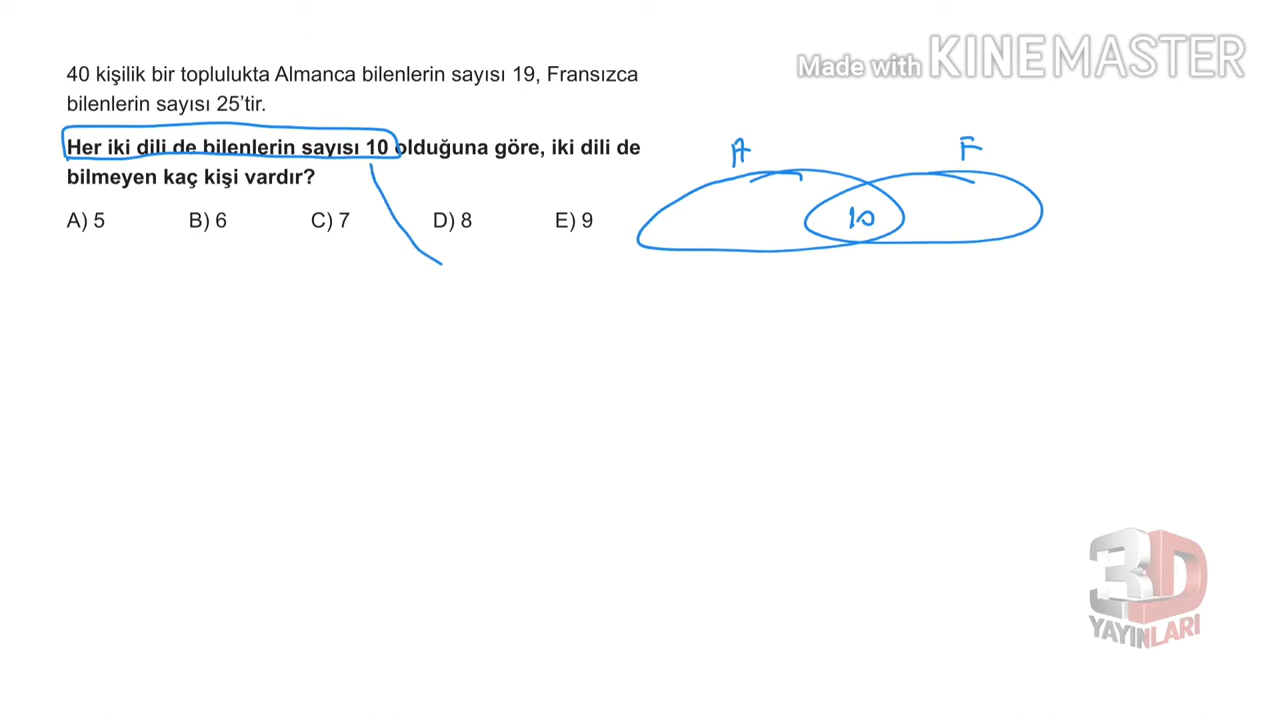 Made with KINEMASTER
40 kişilik bir toplulukta Almanca bilenlerin sayısı 19, Fransızca
bilenlerin sayısı 25'tir.
Her iki dili de bilenlerin sayısı 10 olduğuna göre, iki dili de
bilmeyen kaç kişi vardır?
A) 5 B) 6 C) 7 D) 8 E) 9
A F
10
3D
YAYINLARI